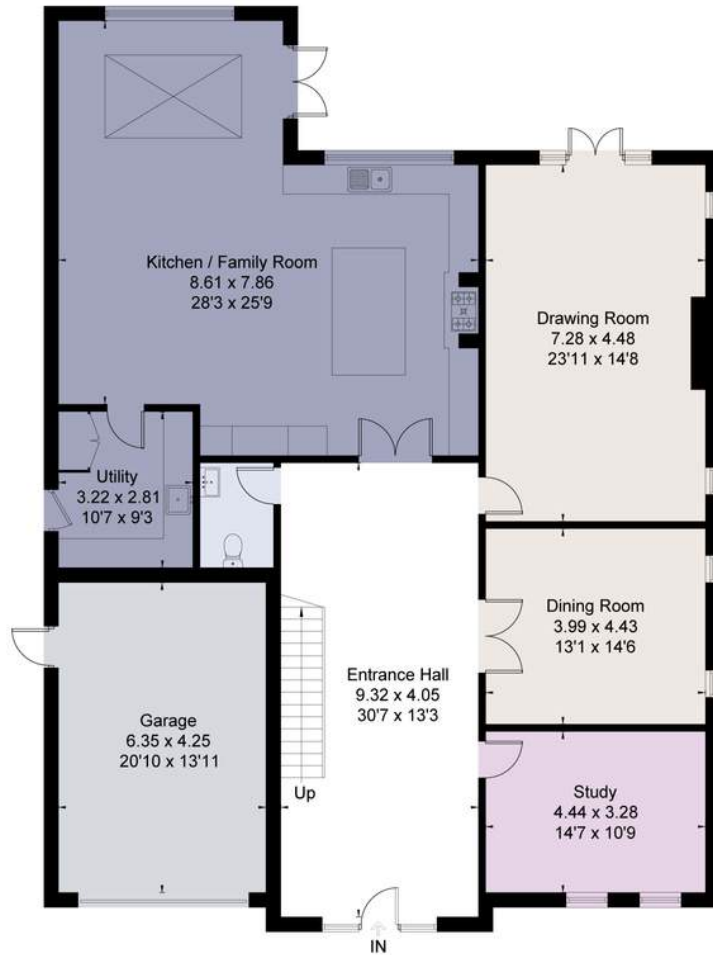 Kitchen / Family Room
8.61 x 7.86
28'3 x 25'9
Drawing Room
7.28 x 4.48
23'11 x 14'8
Utility
3.22 x 2.81
10'7 x 9'3
Dining Room
3.99 x 4.43
13'1 x 14'6
Entrance Hall
9.32 x 4.05
30'7 x 13'3
Garage
6.35 x 4.25
20'10 x 13'11
Up
Study
4.44 x 3.28
14'7 x 10'9
IN